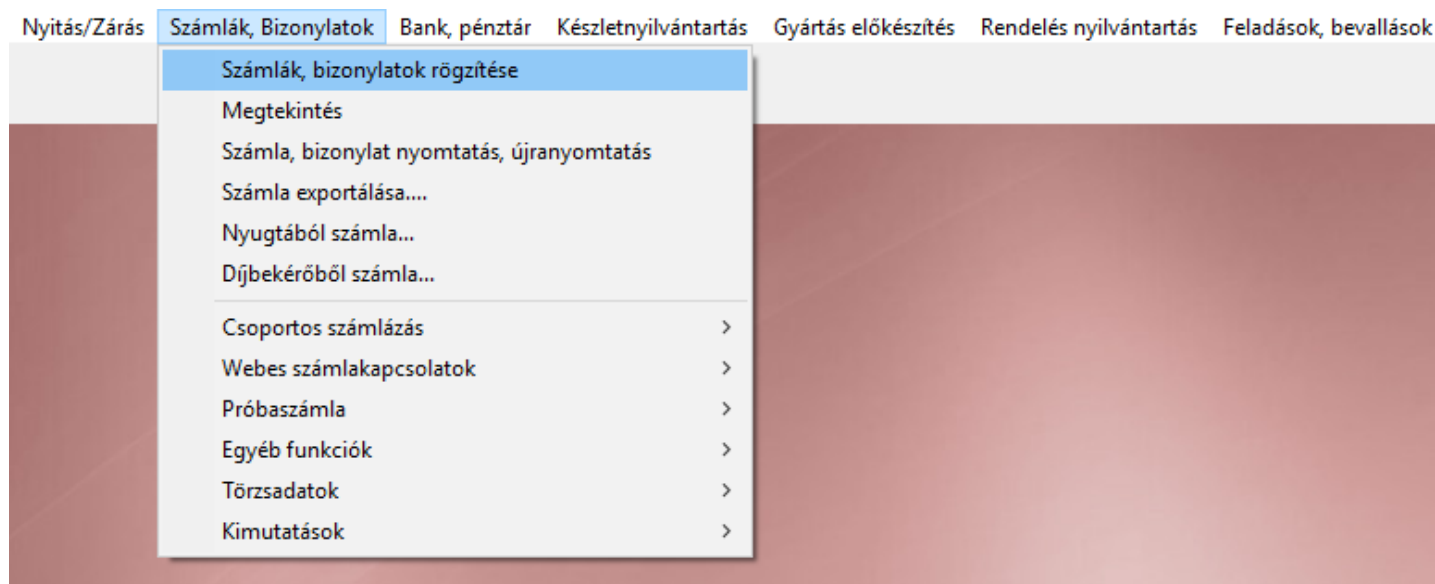 Nyitás/Zárás Számlák, Bizonylatok Bank, pénztár Készletnyilvántartás Gyártás előkészítés Rendelés nyilvántartás Feladások, bevallások
Számlák, bizonylatok rögzítése
Megtekintés
Számla, bizonylat nyomtatás, újranyomtatás
Számla exportálása....
Nyugtából számla...
Díjbekérőből számla...
Csoportos számlázás
Webes számlakapcsolatok
Próbaszámla
Egyéb funkciók
Törzsadatok
Kimutatások